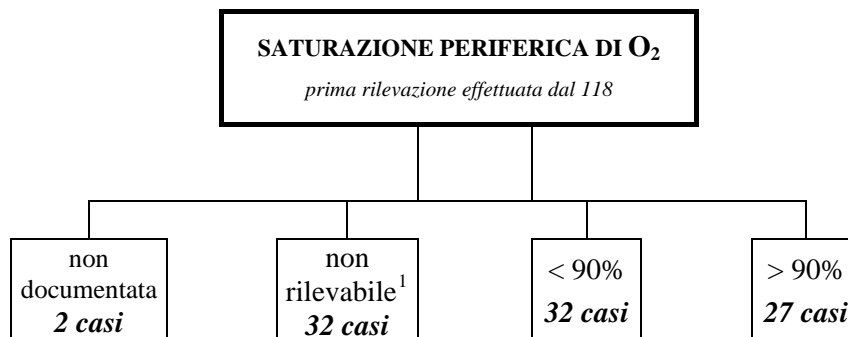 SATURAZIONE PERIFERICA DI O₂
prima rilevazione effettuata dal 118
non
documentata
2 casi
non
rilevabile¹
32 casi
< 90%
32 casi
> 90%
27 casi